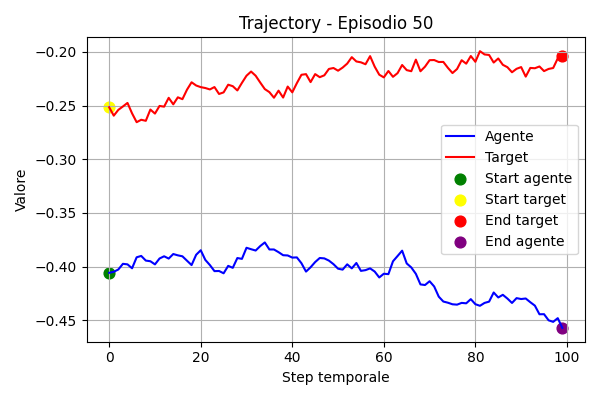 Trajectory - Episodio 50
Valore
−0.20
−0.25
−0.30
−0.35
−0.40
−0.45
Agente
Target
Start agente
Start target
End target
End agente
0 20 40 60 80 100
Step temporale